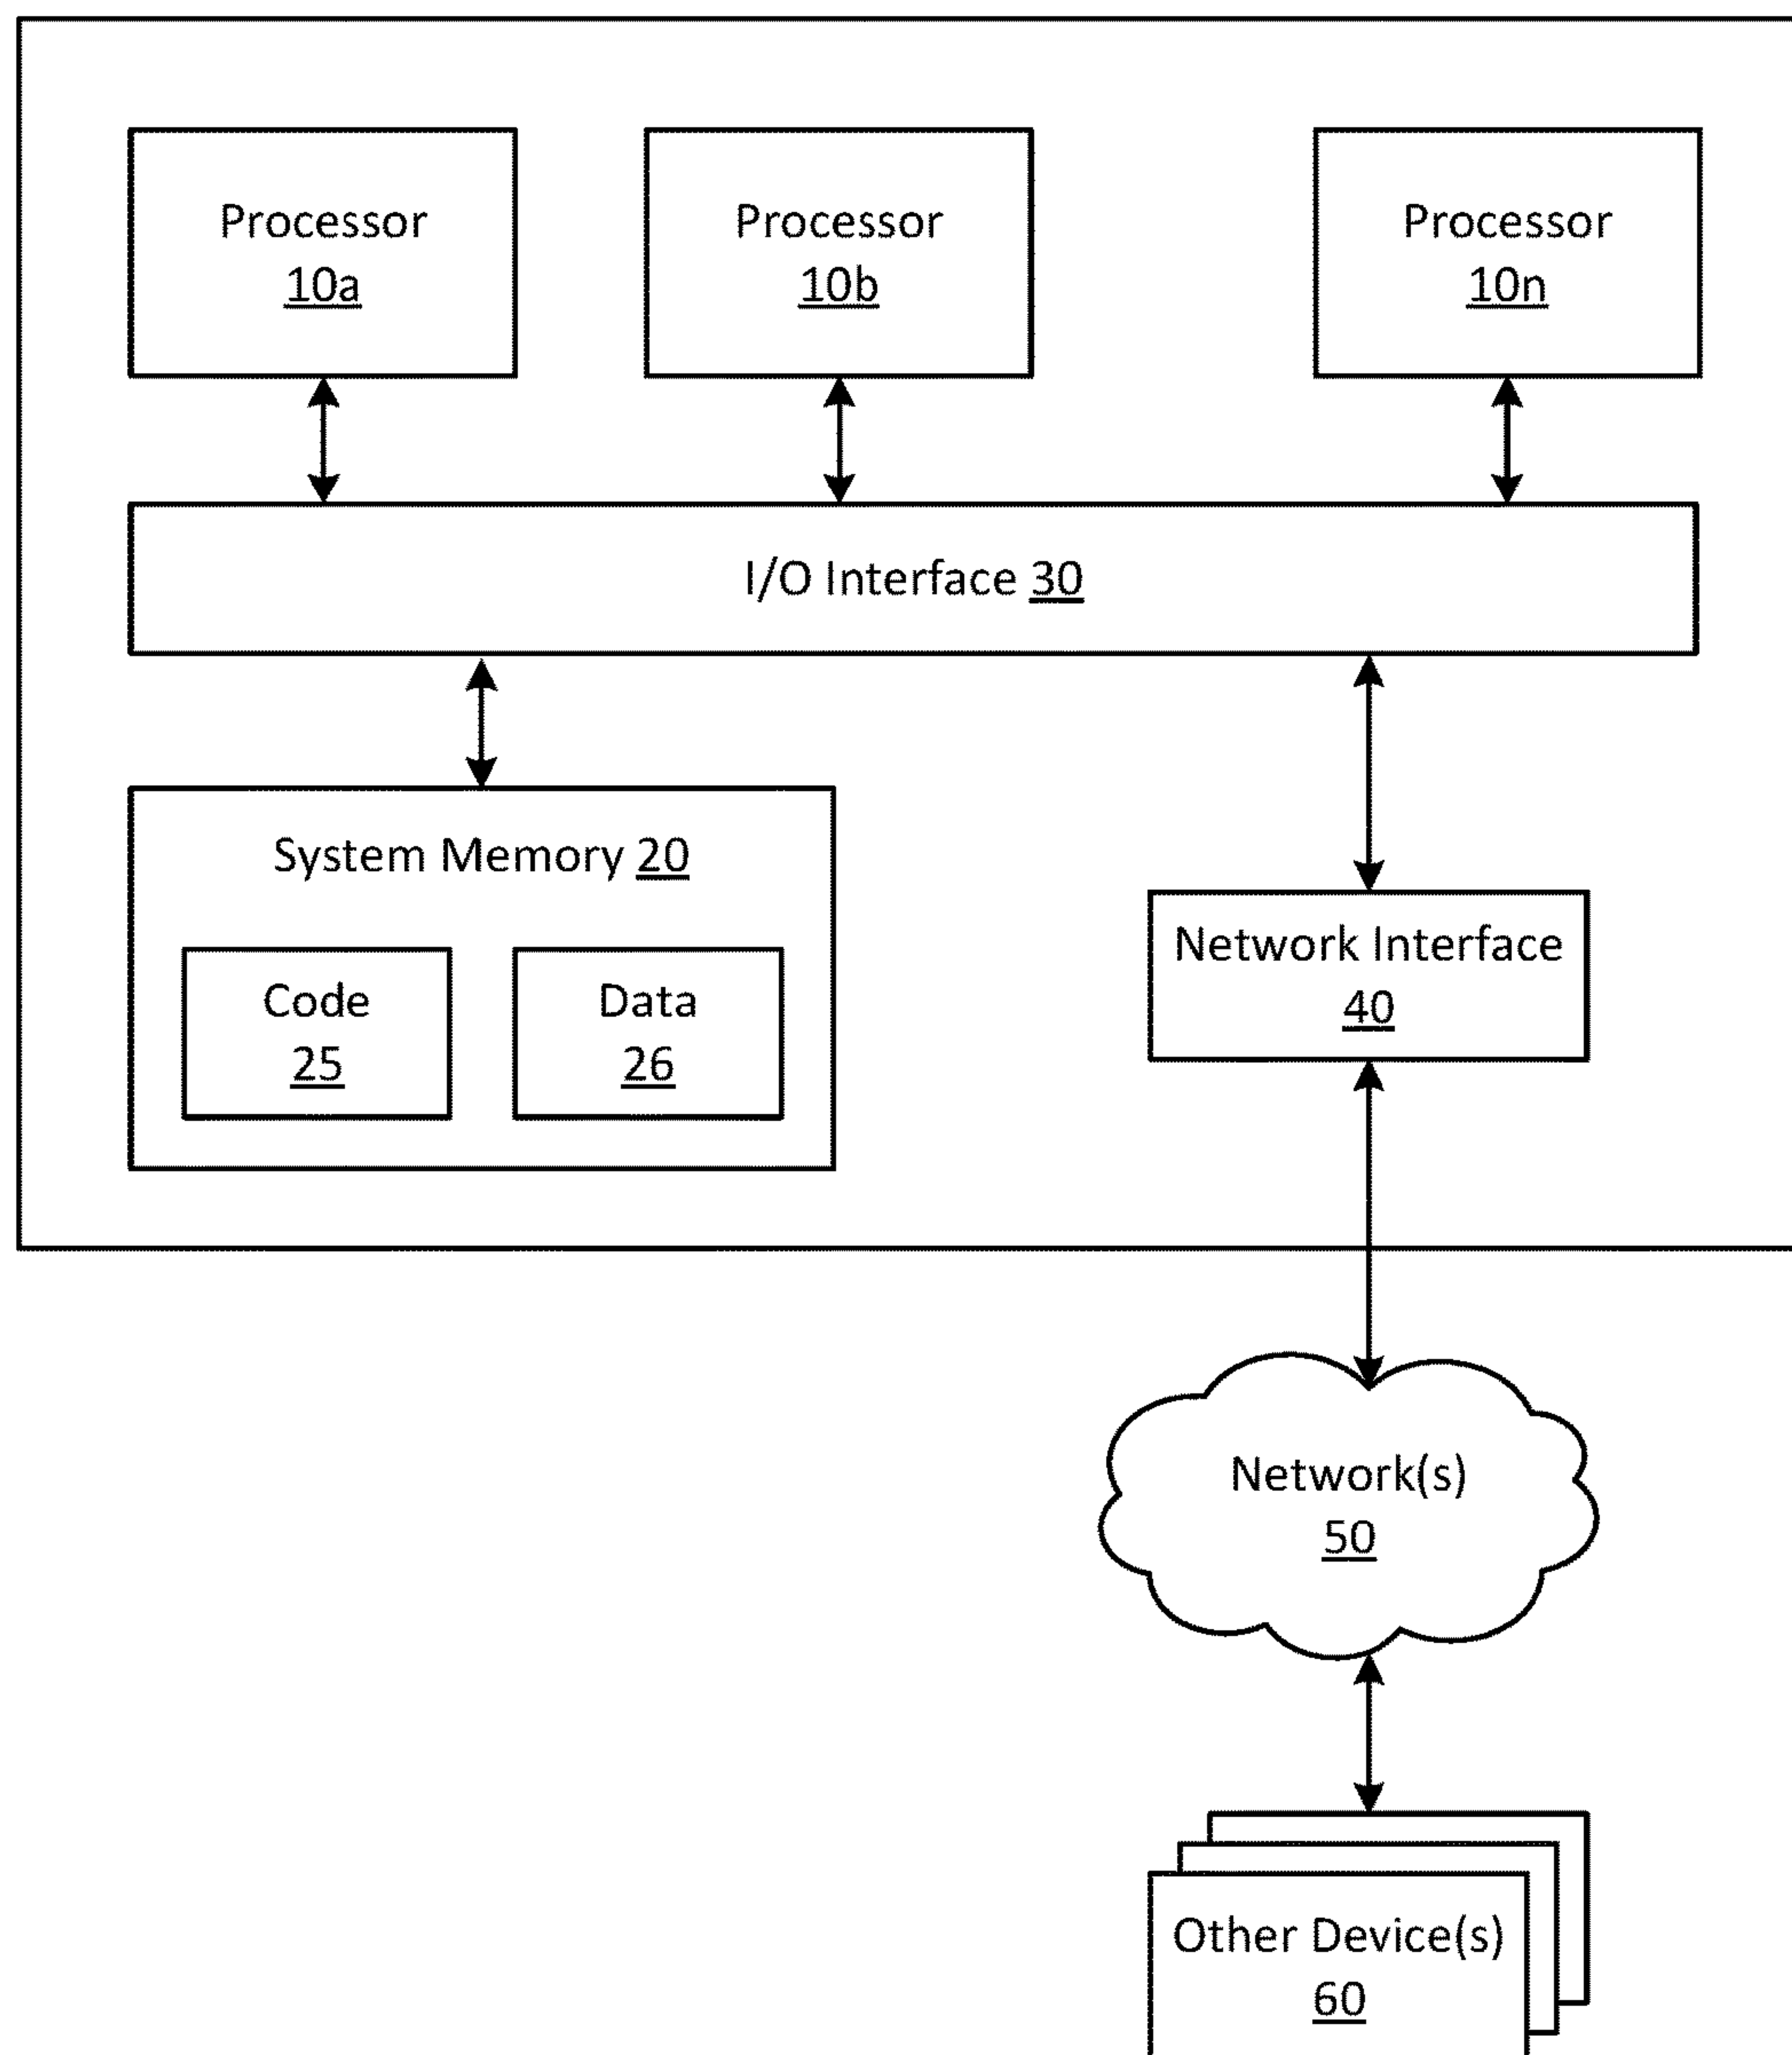 Processor
10a
Processor
10b
Processor
10n
I/O Interface 30
System Memory 20
Code
25
Data
26
Network Interface
40
Network(s)
50
Other Device(s)
60